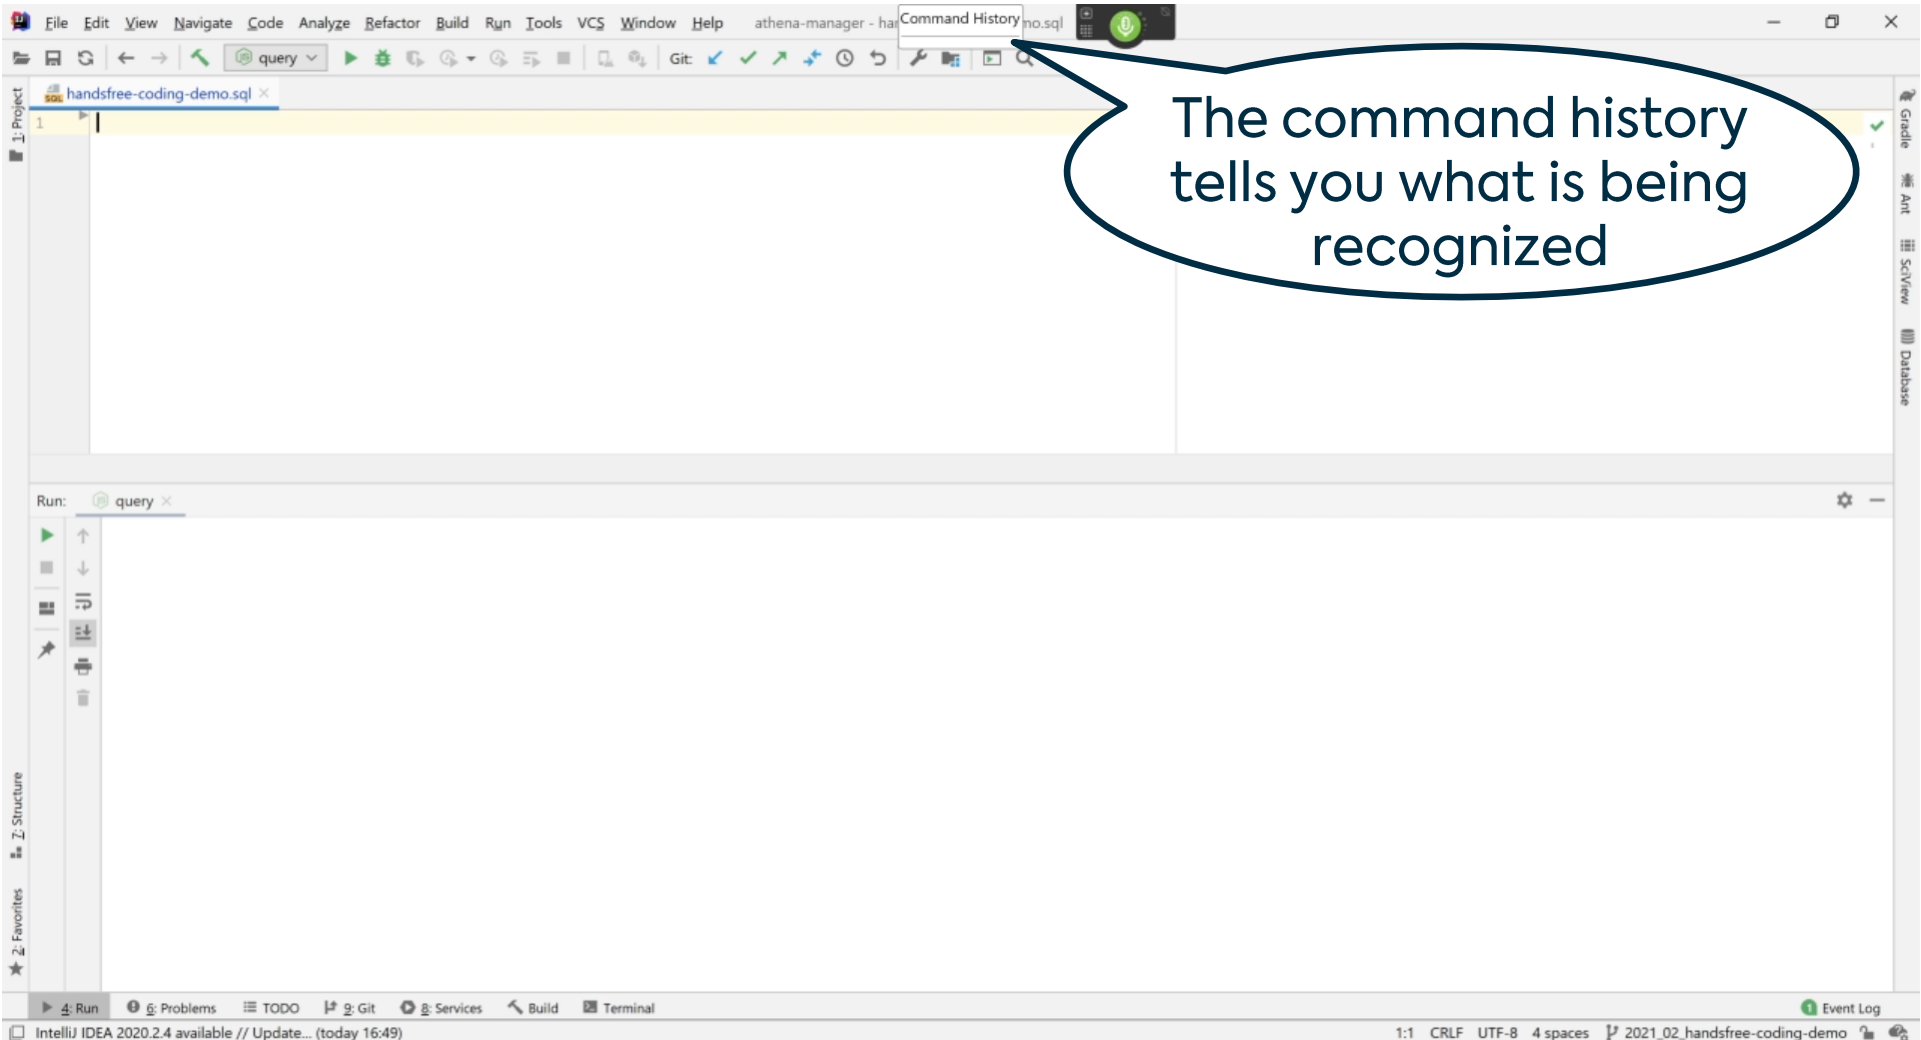 File Edit View Navigate Code Analyze Refactor Build Run Tools VCS Window Help athena-manager - har
Command History
mo.sql
query
Git:
handsfree-coding-demo.sql
1
The command history
tells you what is being
recognized
1: Project
Gradle
Ant
SciView
Database
Run: query
7: Structure
2: Favorites
4: Run 6: Problems TODO 9: Git 8: Services Build Terminal
1 Event Log
IntelliJ IDEA 2020.2.4 available // Update... (today 16:49)
1:1 CRLF UTF-8 4 spaces 2021_02_handsfree-coding-demo